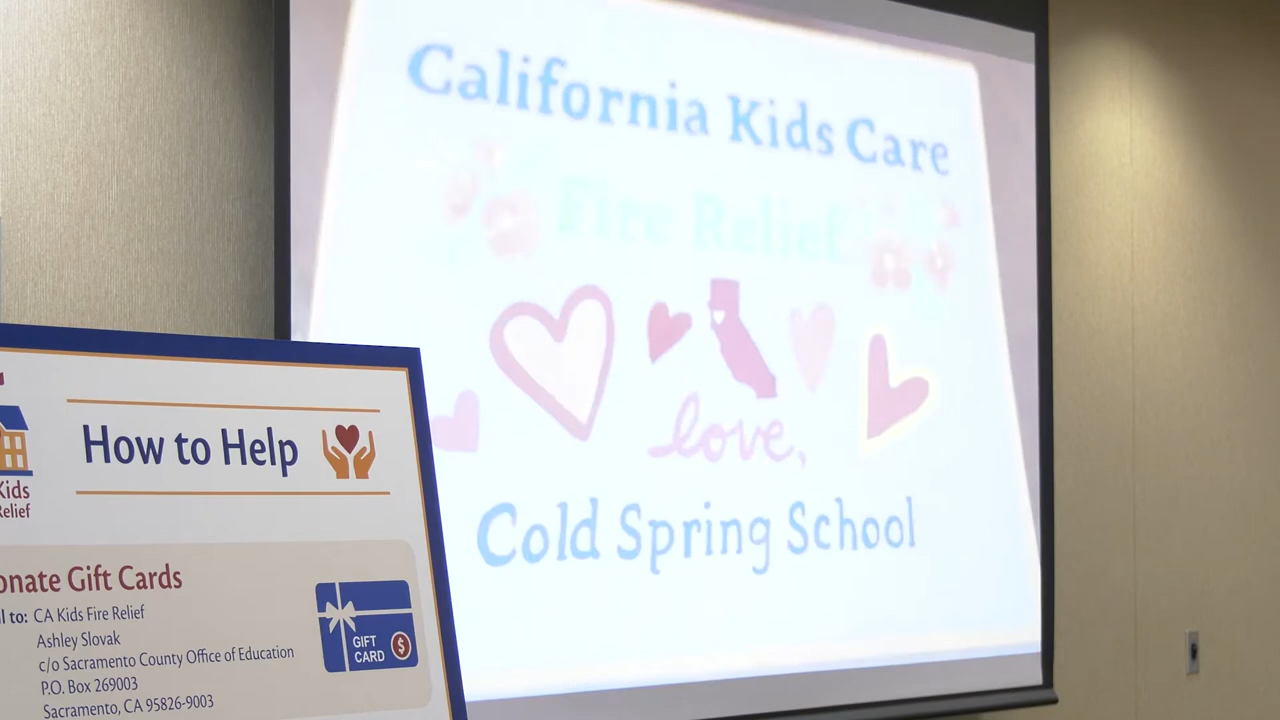 California Kids Care
Fire Relief
love,
Cold Spring School
How to Help
Kids
Relief
onate Gift Cards
l to: CA Kids Fire Relief
Ashley Slovak
c/o Sacramento County Office of Education
P.O. Box 269003
Sacramento, CA 95826-9003
GIFT
CARD
$